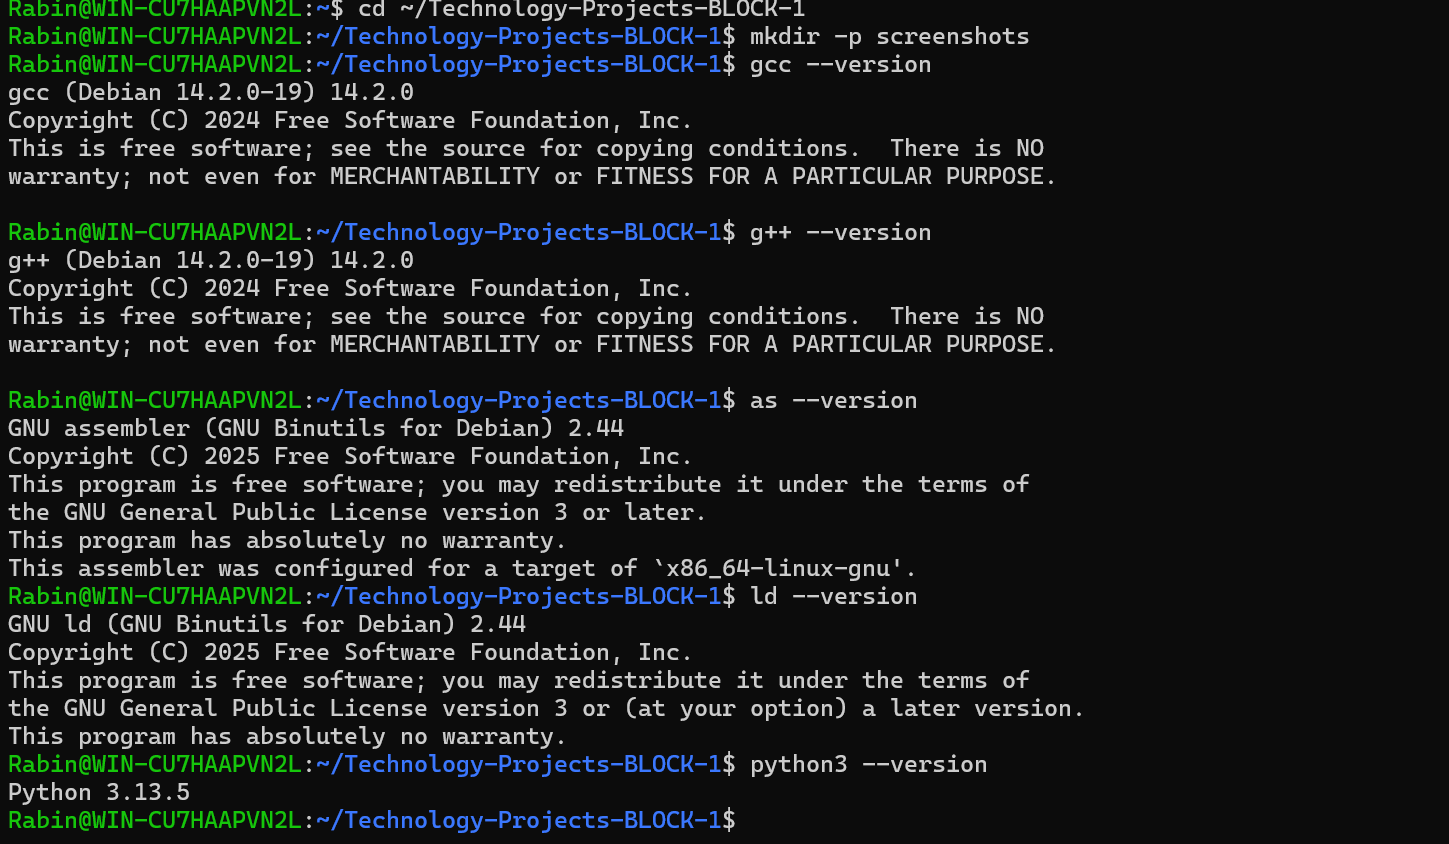 Rabin@WIN-CU7HAAPVN2L:~$ cd ~/Technology-Projects-BLOCK-1
Rabin@WIN-CU7HAAPVN2L:~/Technology-Projects-BLOCK-1$ mkdir -p screenshots
Rabin@WIN-CU7HAAPVN2L:~/Technology-Projects-BLOCK-1$ gcc --version
gcc (Debian 14.2.0-19) 14.2.0
Copyright (C) 2024 Free Software Foundation, Inc.
This is free software; see the source for copying conditions.  There is NO
warranty; not even for MERCHANTABILITY or FITNESS FOR A PARTICULAR PURPOSE.

Rabin@WIN-CU7HAAPVN2L:~/Technology-Projects-BLOCK-1$ g++ --version
g++ (Debian 14.2.0-19) 14.2.0
Copyright (C) 2024 Free Software Foundation, Inc.
This is free software; see the source for copying conditions.  There is NO
warranty; not even for MERCHANTABILITY or FITNESS FOR A PARTICULAR PURPOSE.

Rabin@WIN-CU7HAAPVN2L:~/Technology-Projects-BLOCK-1$ as --version
GNU assembler (GNU Binutils for Debian) 2.44
Copyright (C) 2025 Free Software Foundation, Inc.
This program is free software; you may redistribute it under the terms of
the GNU General Public License version 3 or later.
This program has absolutely no warranty.
This assembler was configured for a target of `x86_64-linux-gnu'.
Rabin@WIN-CU7HAAPVN2L:~/Technology-Projects-BLOCK-1$ ld --version
GNU ld (GNU Binutils for Debian) 2.44
Copyright (C) 2025 Free Software Foundation, Inc.
This program is free software; you may redistribute it under the terms of
the GNU General Public License version 3 or (at your option) a later version.
This program has absolutely no warranty.
Rabin@WIN-CU7HAAPVN2L:~/Technology-Projects-BLOCK-1$ python3 --version
Python 3.13.5
Rabin@WIN-CU7HAAPVN2L:~/Technology-Projects-BLOCK-1$